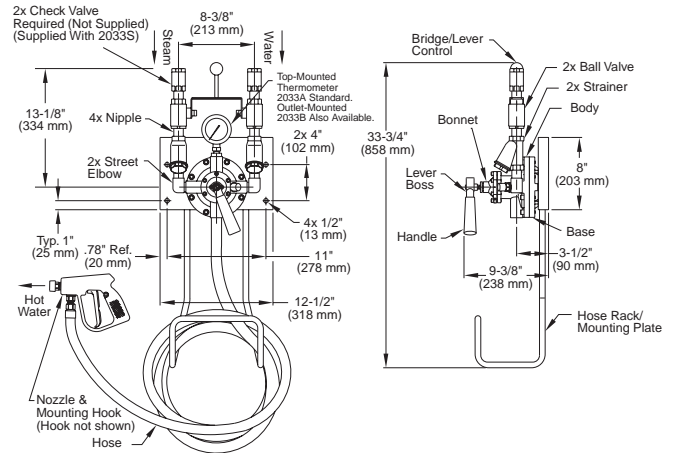 2x Check Valve
Required (Not Supplied)
(Supplied With 2033S)
8-3/8"
(213 mm)
Steam
Water
Top-Mounted
Thermometer
2033A Standard.
Outlet-Mounted
2033B Also Available.
13-1/8"
(334 mm)
4x Nipple
2x 4"
(102 mm)
2x Street
Elbow
4x 1/2"
(13 mm)
Typ. 1"
(25 mm)
.78" Ref.
(20 mm)
11"
(278 mm)
12-1/2"
(318 mm)
Hot
Water
Nozzle &
Mounting Hook
(Hook not shown)
Hose
Bridge/Lever
Control
2x Ball Valve
2x Strainer
Body
Bonnet
33-3/4"
(858 mm)
8"
(203 mm)
Lever
Boss
Handle
Base
3-1/2"
(90 mm)
9-3/8"
(238 mm)
Hose Rack/
Mounting Plate